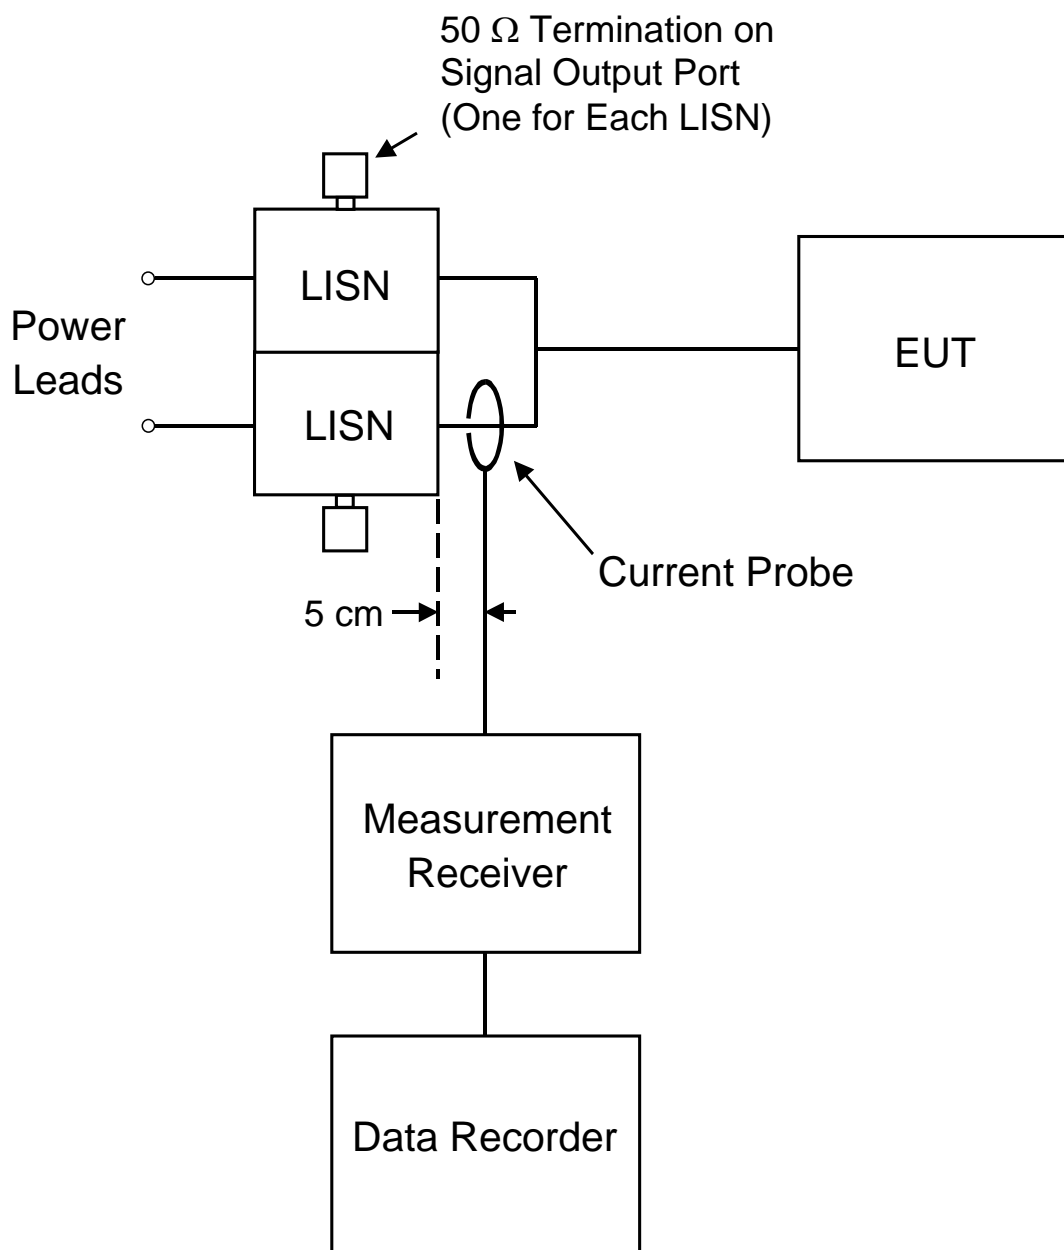 50 Ω Termination on
Signal Output Port
(One for Each LISN)
LISN
Power
Leads
EUT
LISN
Current Probe
5 cm
Measurement
Receiver
Data Recorder